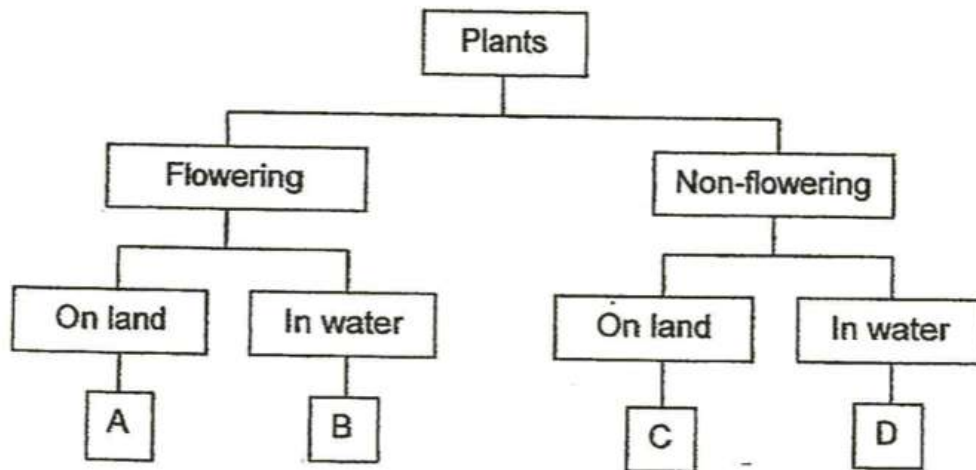 Plants
Flowering
Non-flowering
On land
In water
On land
In water
A
B
C
D